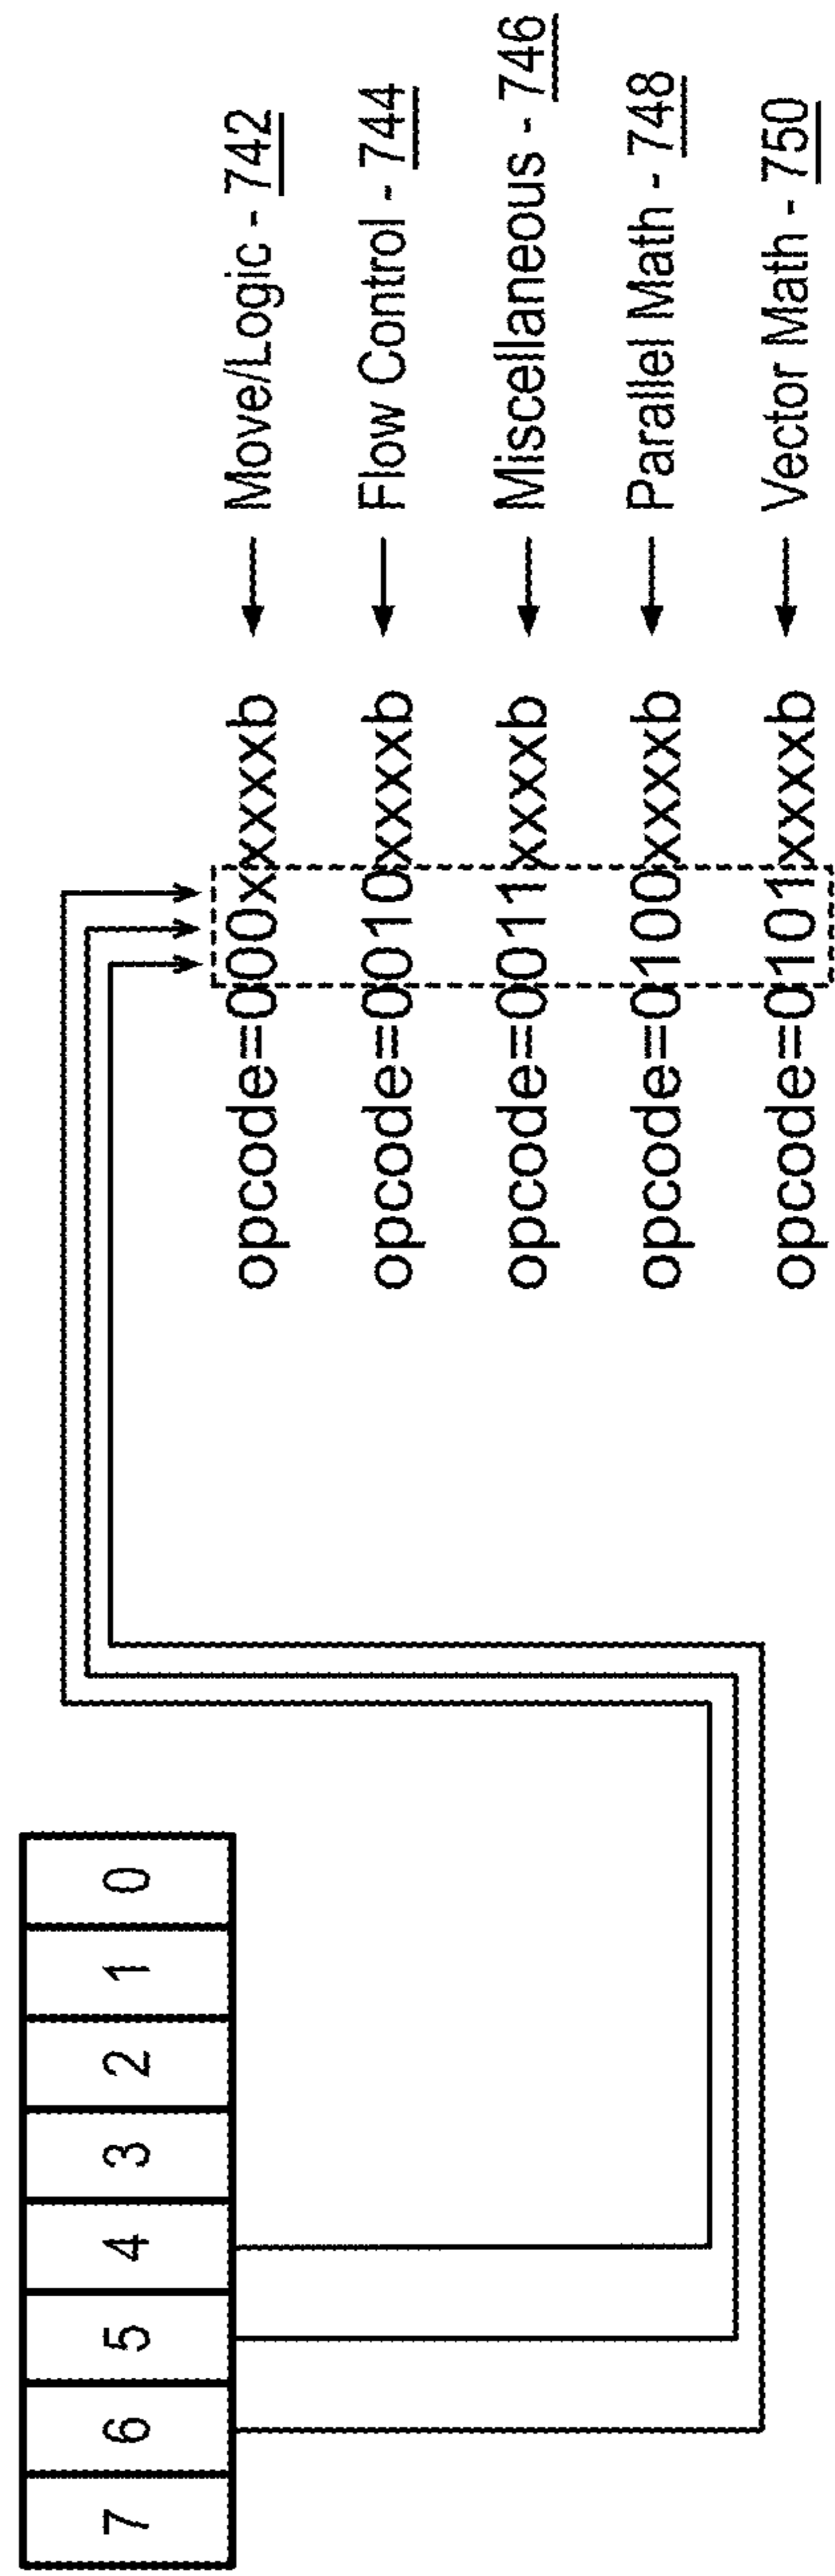 7 6 5 4 3 2 1 0
opcode=000xxxxxb ← Move/Logic - 742
opcode=0010xxxxb ← Flow Control - 744
opcode=0011xxxxb ← Miscellaneous - 746
opcode=0100xxxxb ← Parallel Math - 748
opcode=0101xxxxb ← Vector Math - 750